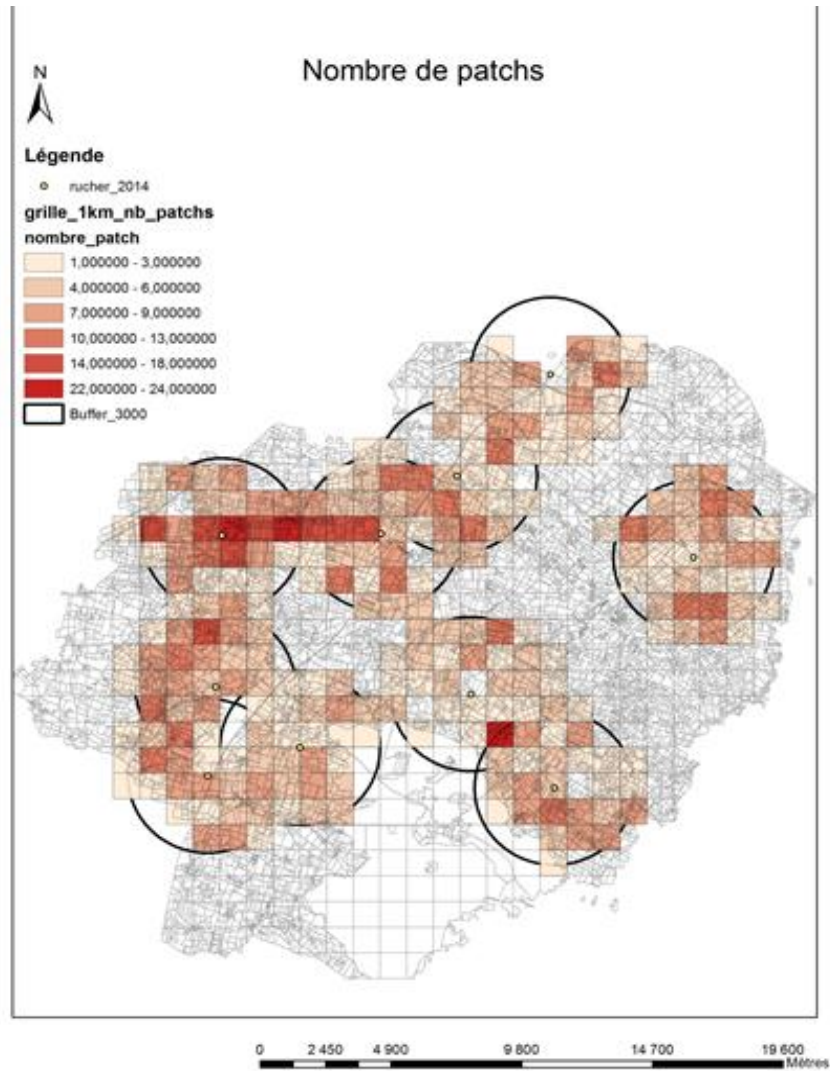 Nombre de patchs
N
Légende
rucher_2014
grille_1km_nb_patchs
nombre_patch
1,000000 - 3,000000
4,000000 - 6,000000
7,000000 - 9,000000
10,000000 - 13,000000
14,000000 - 18,000000
22,000000 - 24,000000
Buffer_3000
0 2 450 4 900 9 800 14 700 19 600
Mètres